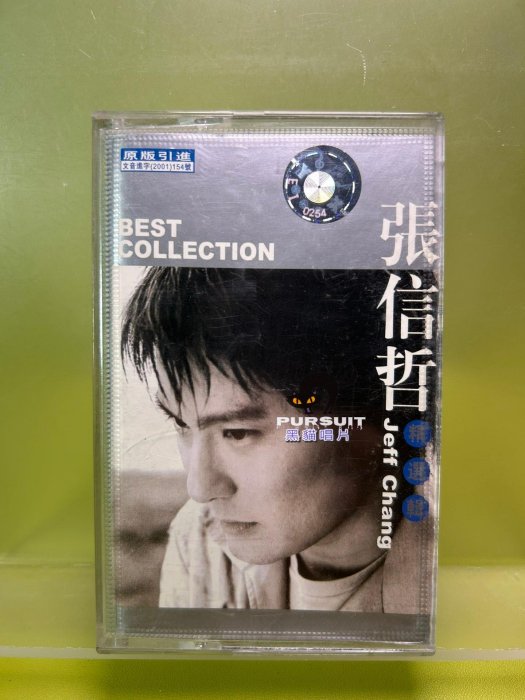 原版引進
文音進字(2001)154號
0254
BEST
COLLECTION
張信哲
精選輯
Jeff Chang
PURSUIT
黑貓唱片